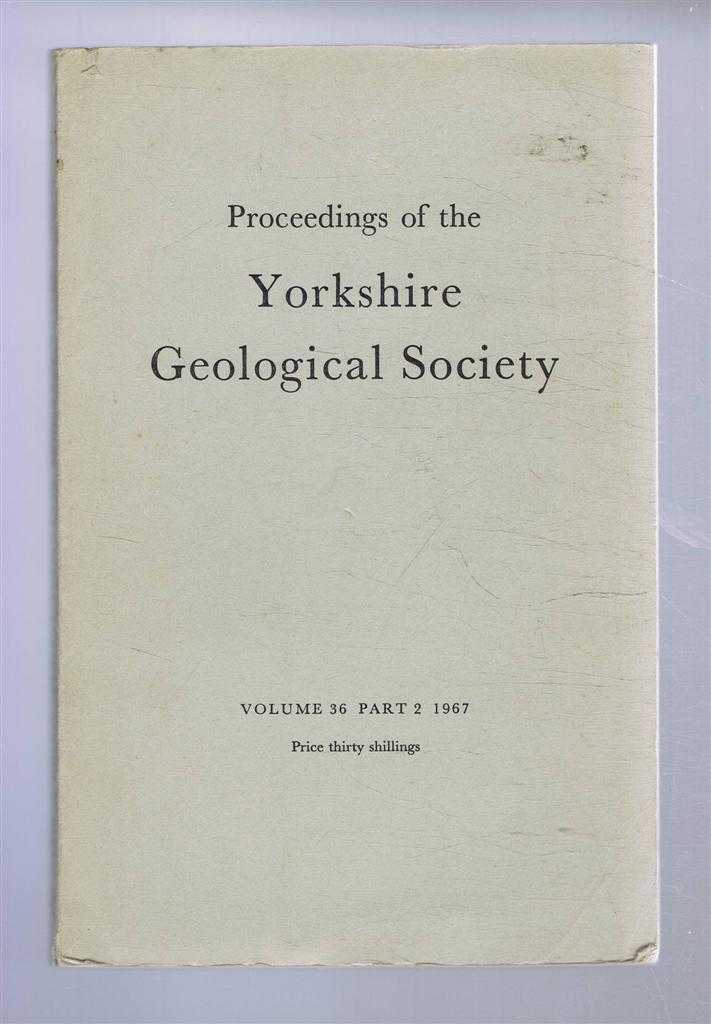 Proceedings of the
Yorkshire
Geological Society
VOLUME 36 PART 2 1967
Price thirty shillings